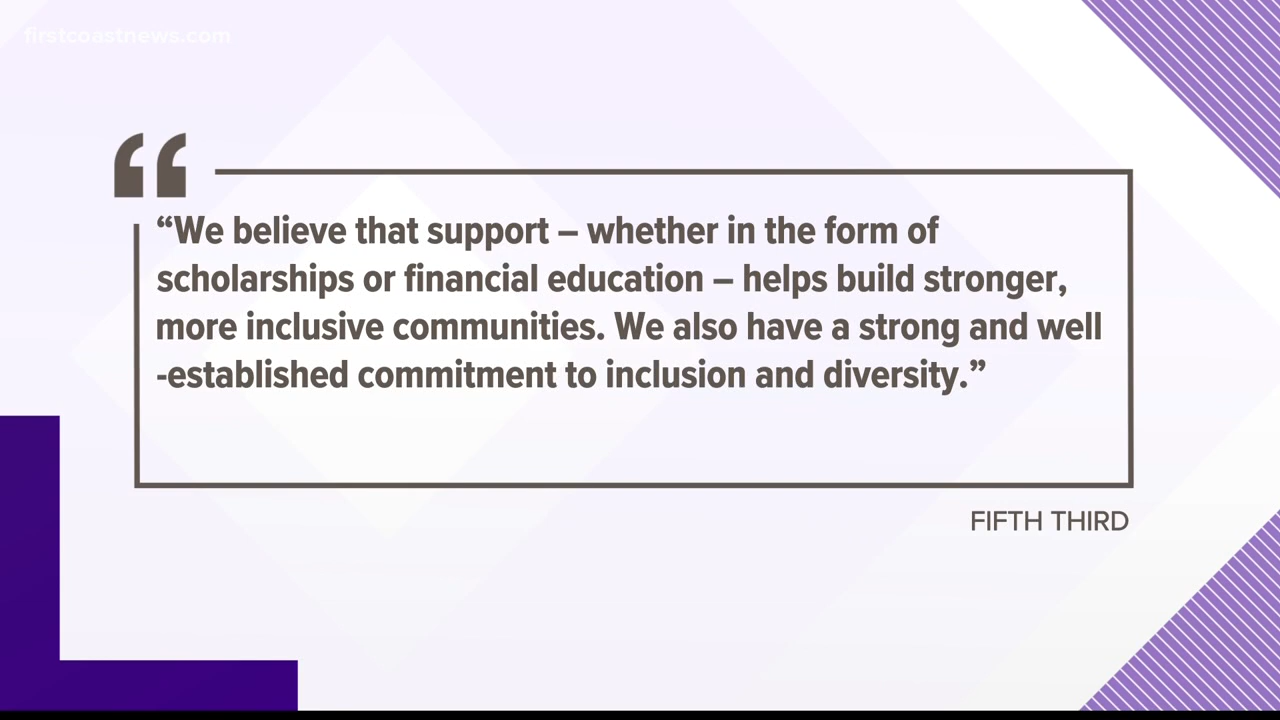 firstcoastnews.com
“We believe that support – whether in the form of
scholarships or financial education – helps build stronger,
more inclusive communities. We also have a strong and well
-established commitment to inclusion and diversity.”
FIFTH THIRD